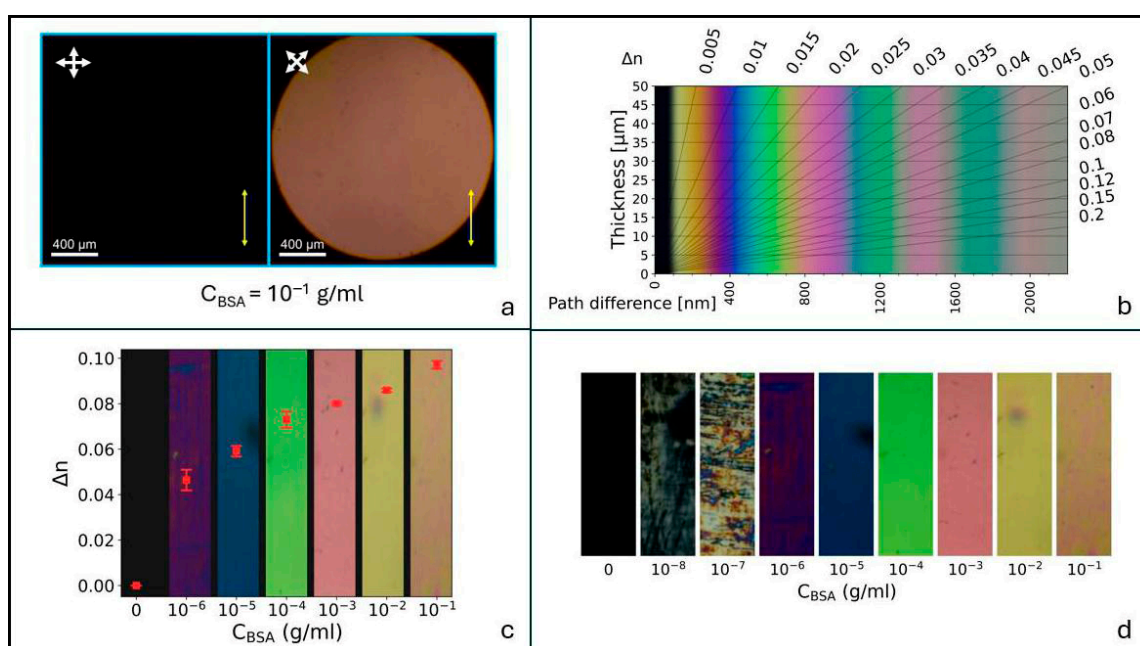 400 µm
400 µm
C_BSA = 10⁻¹ g/ml
a
Δn
0.005
0.01
0.015
0.02
0.025
0.03
0.035
0.04
0.045
0.05
0.06
0.07
0.08
0.1
0.12
0.15
0.2
Thickness [µm]
50
45
40
35
30
25
20
15
10
5
0
Path difference [nm]
0
400
800
1200
1600
2000
b
Δn
0.10
0.08
0.06
0.04
0.02
0.00
0 10⁻⁶ 10⁻⁵ 10⁻⁴ 10⁻³ 10⁻² 10⁻¹
C_BSA (g/ml)
c
0 10⁻⁸ 10⁻⁷ 10⁻⁶ 10⁻⁵ 10⁻⁴ 10⁻³ 10⁻² 10⁻¹
C_BSA (g/ml)
d